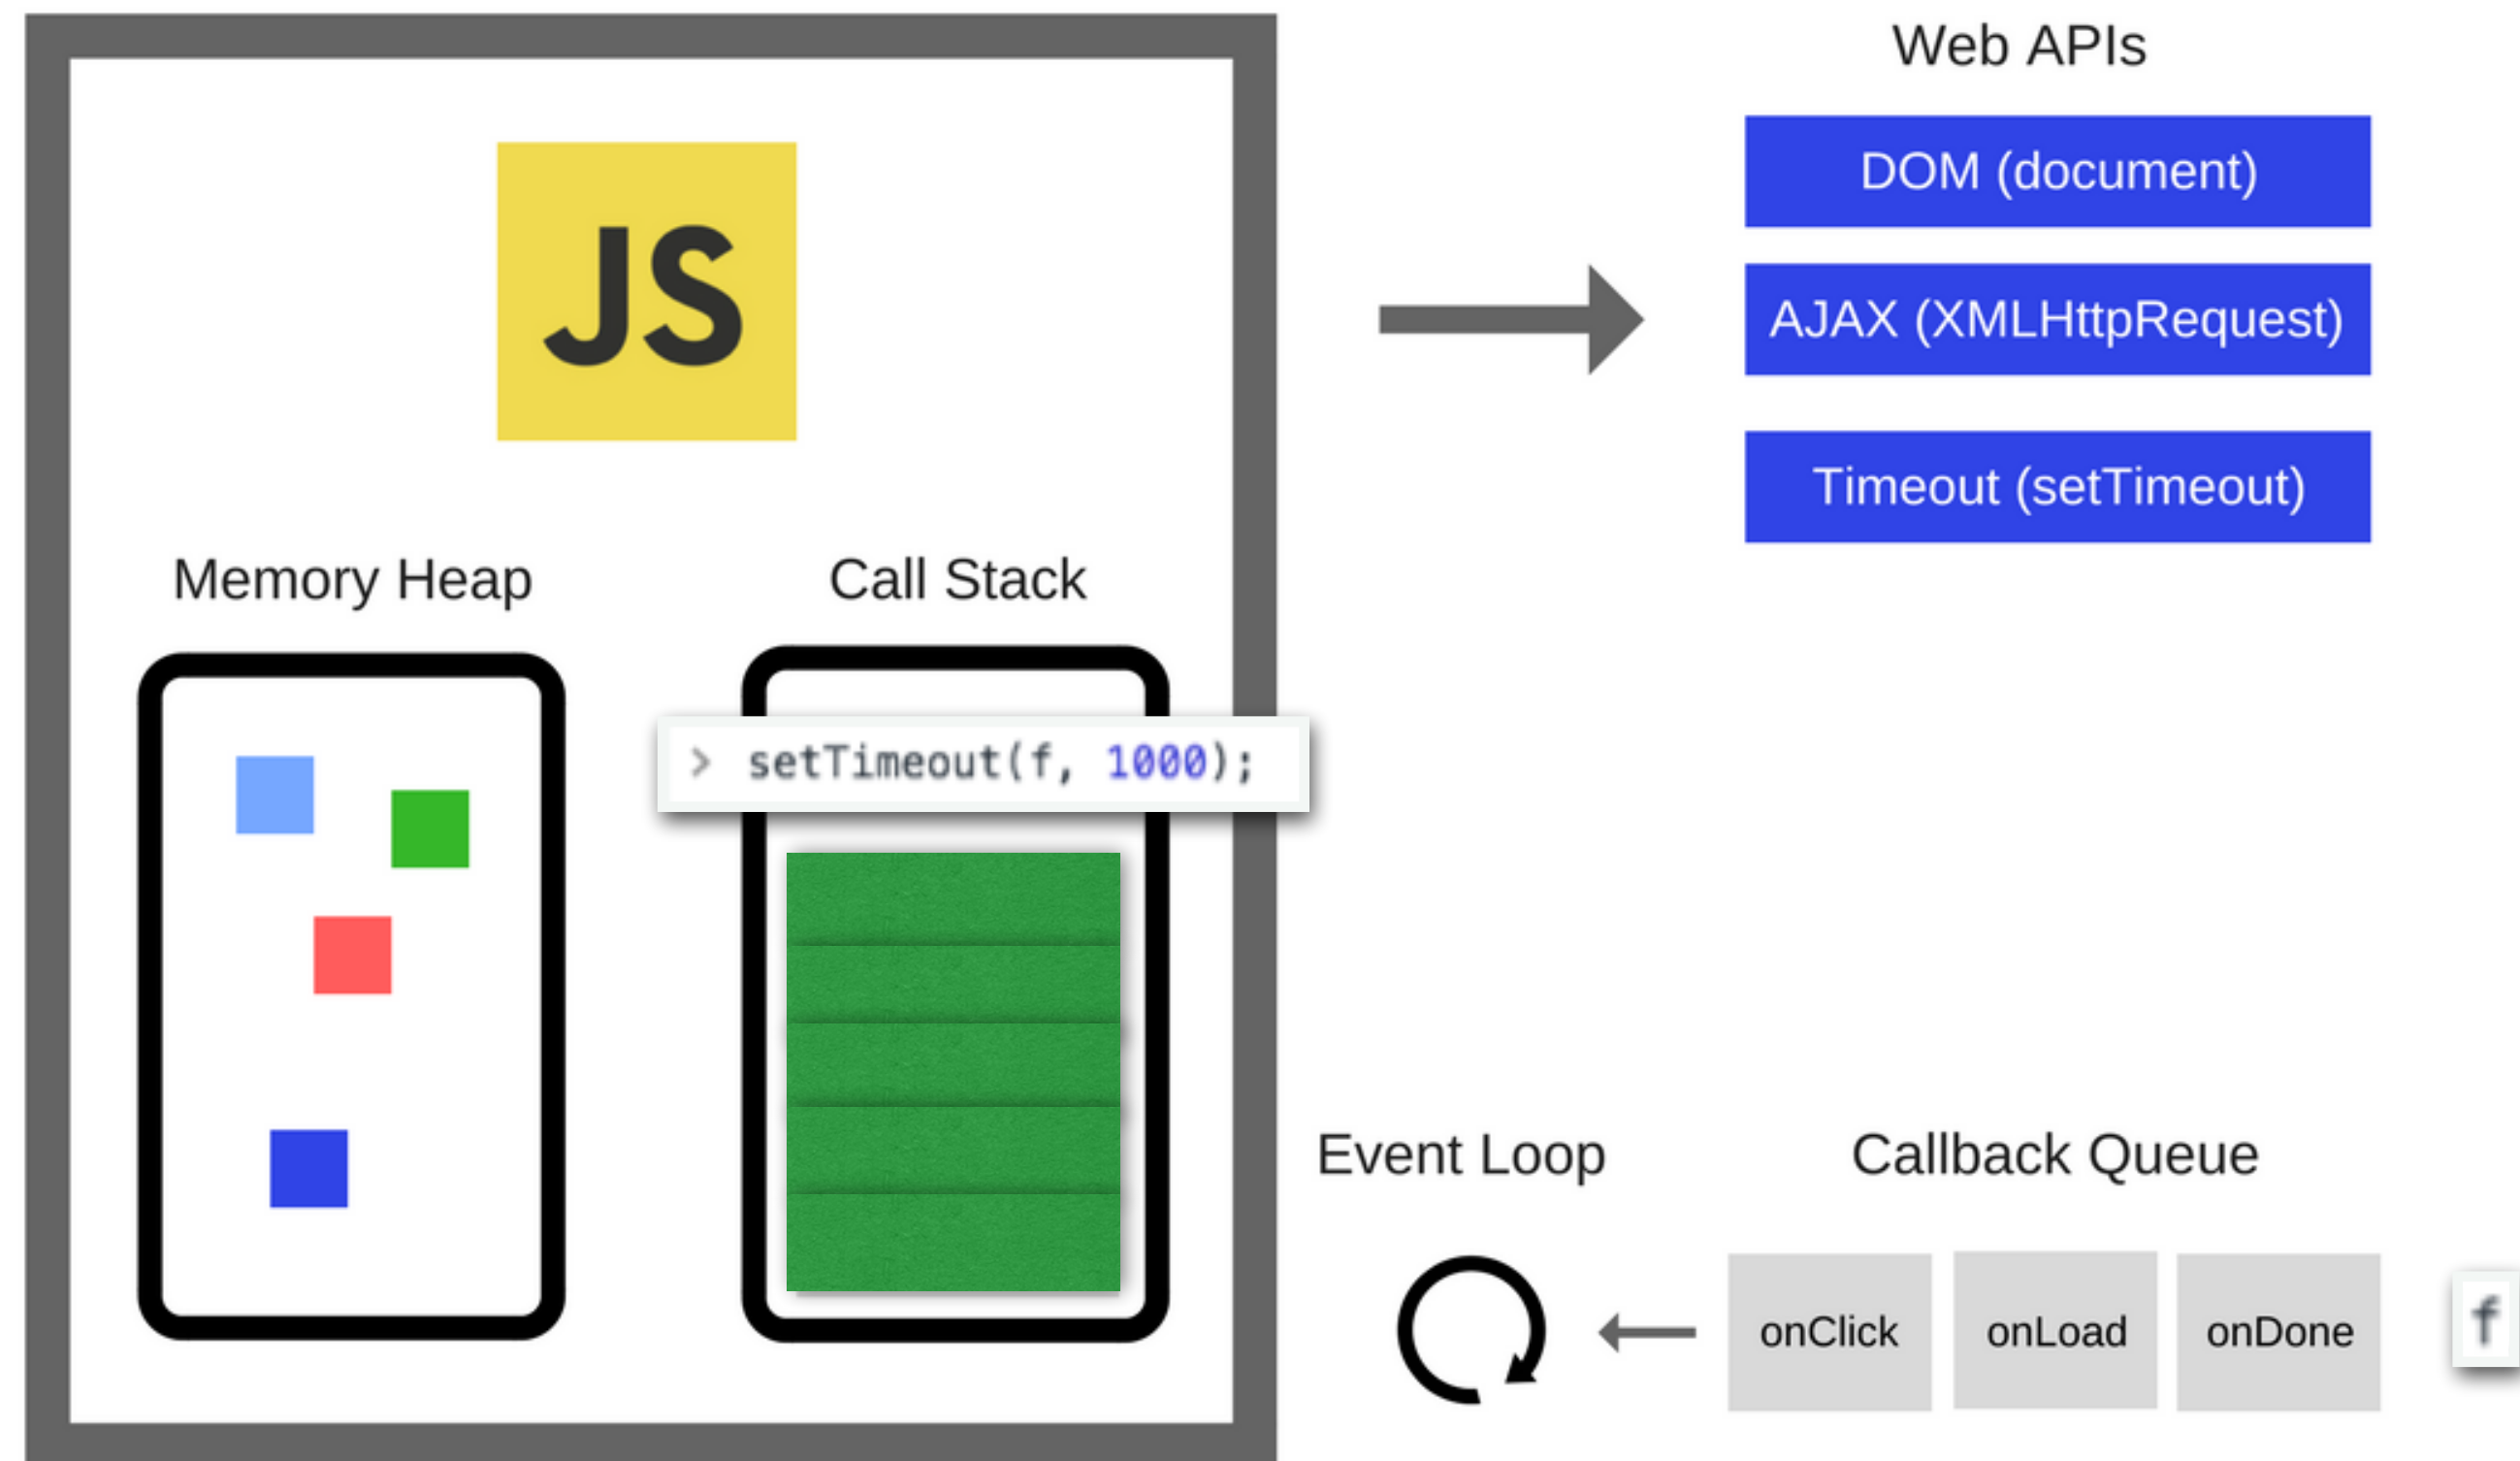 Web APIs
DOM (document)
JS
AJAX (XMLHttpRequest)
Timeout (setTimeout)
Memory Heap
Call Stack
> setTimeout(f, 1000);
Event Loop
Callback Queue
onClick
onLoad
onDone
f